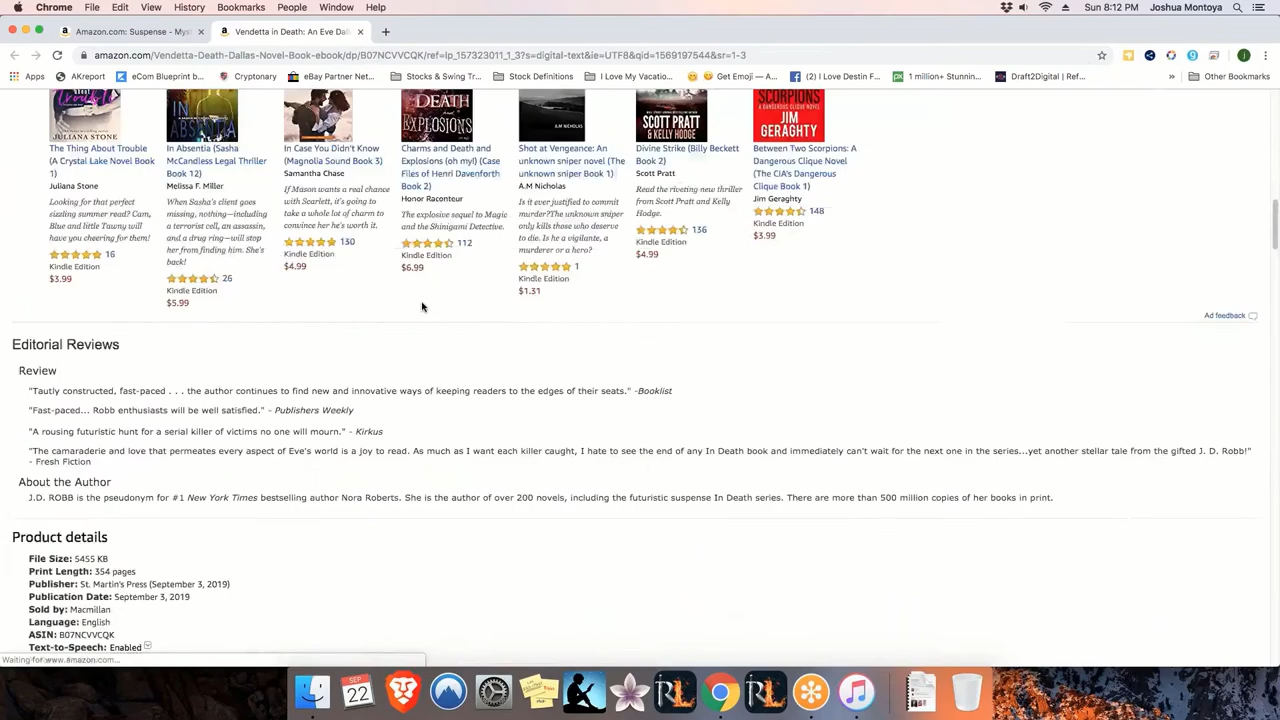 Chrome File Edit View History Bookmarks People Window Help Sun 8:12 PM Joshua Montoya
Amazon.com: Suspense - Mys Vendetta in Death: An Eve Dal
amazon.com/Vendetta-Death-Dallas-Novel-Book-ebook/dp/B07NCVVCQK/ref=lp_157323011_1_3?s=digital-text&ie=UTF8&qid=1569197544&sr=1-3
Apps AKreport eCom Blueprint b... Cryptonary eBay Partner Net... Stocks & Swing Tr... Stock Definitions I Love My Vacatio... Get Emoji — A... (2) I Love Destin F... 1 million+ Stunnin... Draft2Digital | Ref... » Other Bookmarks
JULIANA STONE
IN ABSENTIA
DEATH AND EXPLOSIONS
A.M NICHOLAS
SCOTT PRATT & KELLY HODGE
SCORPIONS
A DANGEROUS CLIQUE NOVEL
JIM GERAGHTY
The Thing About Trouble
(A Crystal Lake Novel Book
1)
Juliana Stone
Looking for that perfect
sizzling summer read? Cam,
Blue and little Tawny will
have you cheering for them!
16
Kindle Edition
$3.99
In Absentia (Sasha
McCandless Legal Thriller
Book 12)
Melissa F. Miller
When Sasha's client
goes missing, nothing—including
a terrorist cell, an assassin,
and a drug ring—will stop
her from finding him. She's
back!
26
Kindle Edition
$5.99
In Case You Didn't Know
(Magnolia Sound Book 3)
Samantha Chase
If Mason wants a real chance
with Scarlett, it's going to
take a whole lot of charm to
convince her he's worth it.
130
Kindle Edition
$4.99
Charms and Death and
Explosions (oh my!) (Case
Files of Henri Davenforth
Book 2)
Honor Raconteur
The explosive sequel to Magic
and the Shinigami Detective.
112
Kindle Edition
$6.99
Shot at Vengeance: An
unknown sniper novel (The
unknown sniper Book 1)
A.M Nicholas
Is it ever justified to commit
murder?The unknown sniper
only kills those who deserve
to die. Is he a vigilante, a
murderer or a hero?
1
Kindle Edition
$1.31
Divine Strike (Billy Beckett
Book 2)
Scott Pratt
Read the riveting new thriller
from Scott Pratt and Kelly
Hodge.
136
Kindle Edition
$4.99
Between Two Scorpions: A
Dangerous Clique Novel
(The CIA's Dangerous
Clique Book 1)
Jim Geraghty
148
Kindle Edition
$3.99
Ad feedback
Editorial Reviews
Review
"Tautly constructed, fast-paced . . . the author continues to find new and innovative ways of keeping readers to the edges of their seats." -Booklist
"Fast-paced... Robb enthusiasts will be well satisfied." - Publishers Weekly
"A rousing futuristic hunt for a serial killer of victims no one will mourn." - Kirkus
"The camaraderie and love that permeates every aspect of Eve's world is a joy to read. As much as I want each killer caught, I hate to see the end of any In Death book and immediately can't wait for the next one in the series...yet another stellar tale from the gifted J. D. Robb!"
- Fresh Fiction
About the Author
J.D. ROBB is the pseudonym for #1 New York Times bestselling author Nora Roberts. She is the author of over 200 novels, including the futuristic suspense In Death series. There are more than 500 million copies of her books in print.
Product details
File Size: 5455 KB
Print Length: 354 pages
Publisher: St. Martin's Press (September 3, 2019)
Publication Date: September 3, 2019
Sold by: Macmillan
Language: English
ASIN: B07NCVVCQK
Text-to-Speech: Enabled
Waiting for www.amazon.com...
SEP
22
RL
RL